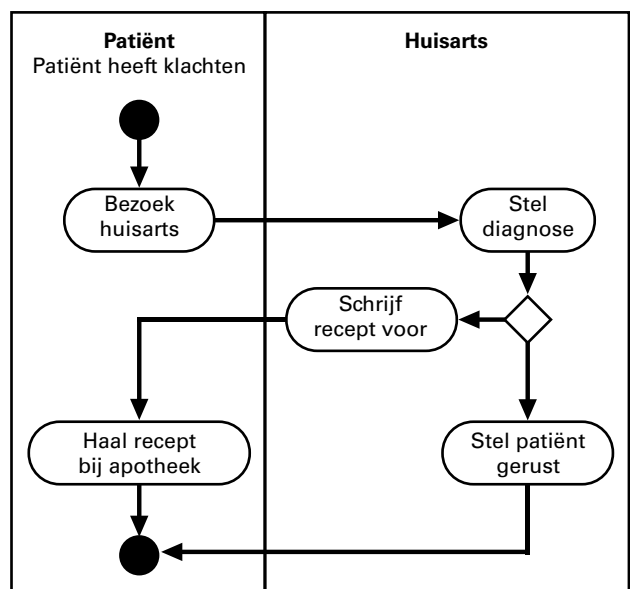 Patiënt
Patiënt heeft klachten
Huisarts
Bezoek
huisarts
Stel
diagnose
Schrijf
recept voor
Haal recept
bij apotheek
Stel patiënt
gerust